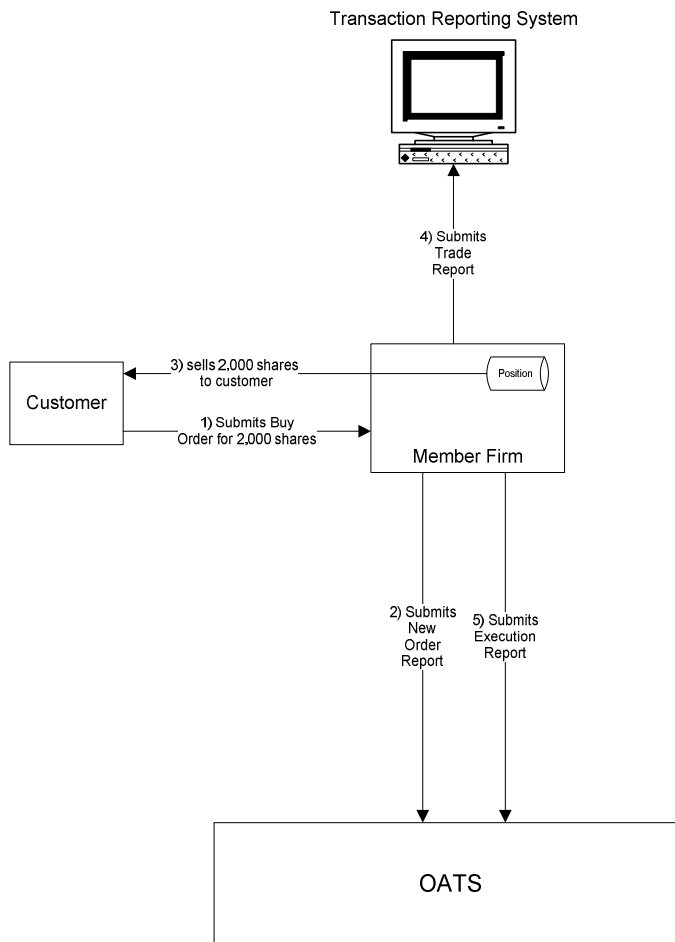 Transaction Reporting System
4) Submits
Trade
Report
3) sells 2,000 shares
to customer
Position
Customer
1) Submits Buy
Order for 2,000 shares
Member Firm
2) Submits
New
Order
Report
5) Submits
Execution
Report
OATS